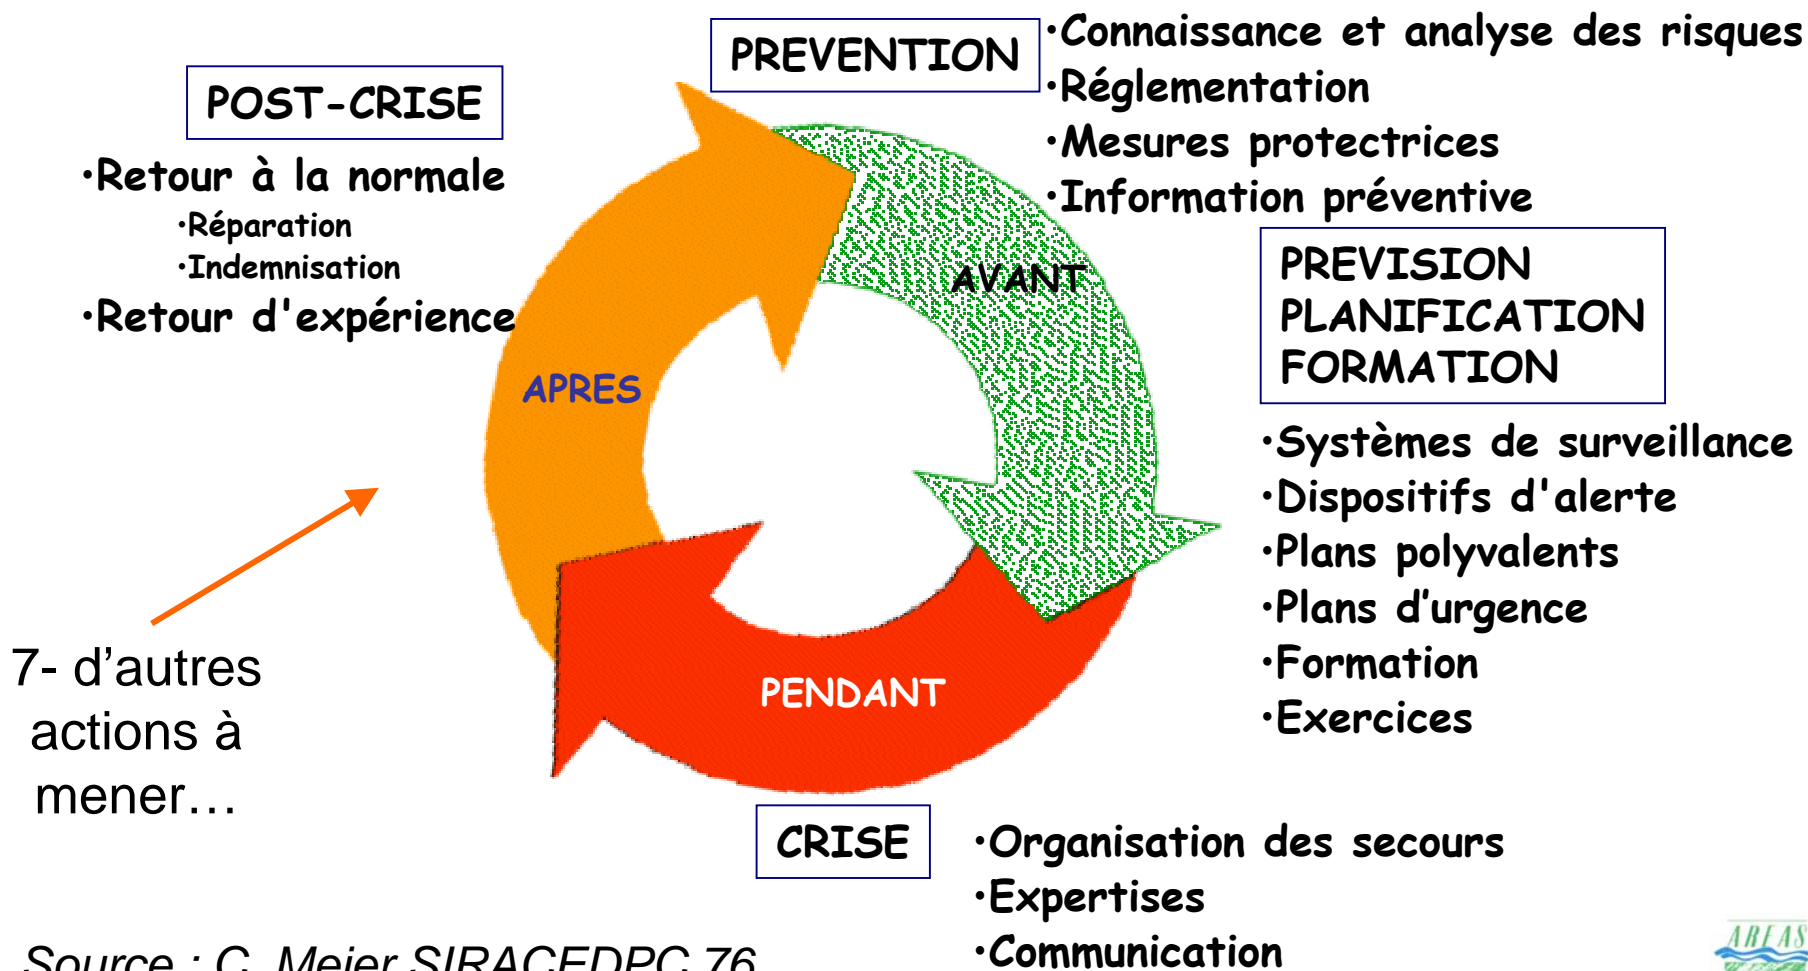 PREVENTION
•Connaissance et analyse des risques
•Réglementation
•Mesures protectrices
•Information préventive
POST-CRISE
•Retour à la normale
•Réparation
•Indemnisation
•Retour d'expérience
AVANT
PREVISION
PLANIFICATION
FORMATION
•Systèmes de surveillance
•Dispositifs d'alerte
•Plans polyvalents
•Plans d’urgence
•Formation
•Exercices
APRES
7- d’autres
actions à
mener…
PENDANT
CRISE
•Organisation des secours
•Expertises
•Communication
Source : C. Meier SIRACEDPC 76
AREAS